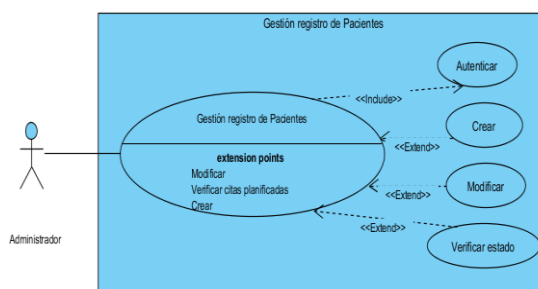 Gestión registro de Pacientes
Autenticar
<<Include>>
Crear
Gestión registro de Pacientes
<<Extend>>
extension points
Modificar
Verificar citas planificadas
Crear
Modificar
<<Extend>>
<<Extend>>
Administrador
Verificar estado